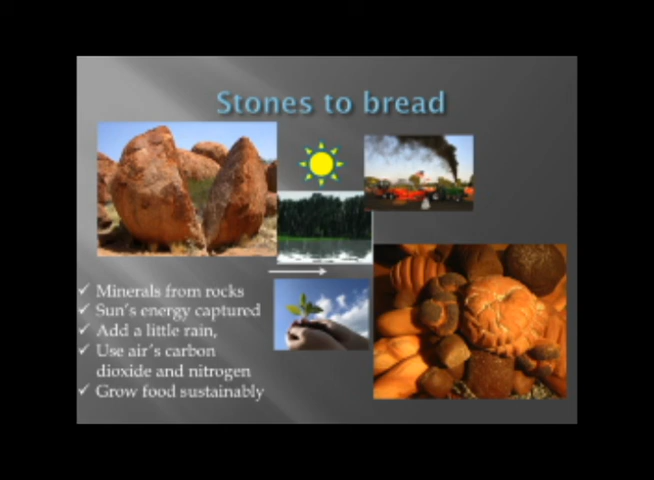 Stones to bread
Minerals from rocks
Sun's energy captured
Add a little rain,
Use air's carbon
dioxide and nitrogen
Grow food sustainably